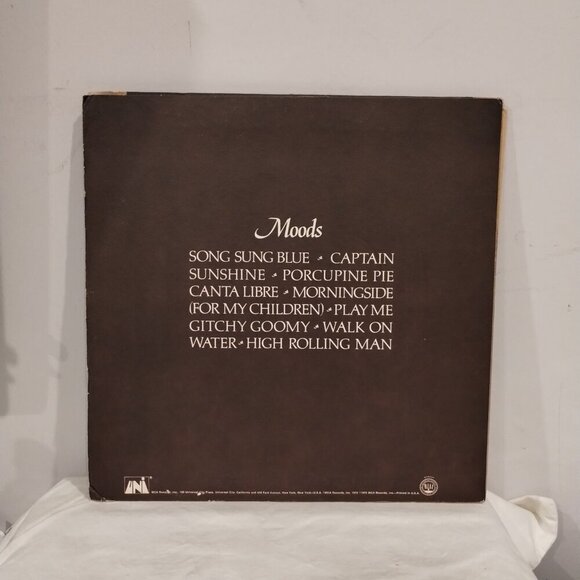 Moods
SONG SUNG BLUE • CAPTAIN
SUNSHINE • PORCUPINE PIE
CANTA LIBRE • MORNINGSIDE
(FOR MY CHILDREN) • PLAY ME
GITCHY GOOMY • WALK ON
WATER • HIGH ROLLING MAN
UNI